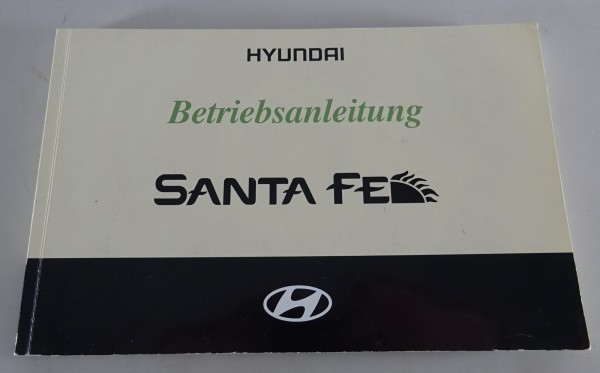 HYUNDAI
Betriebsanleitung
SANTA FE